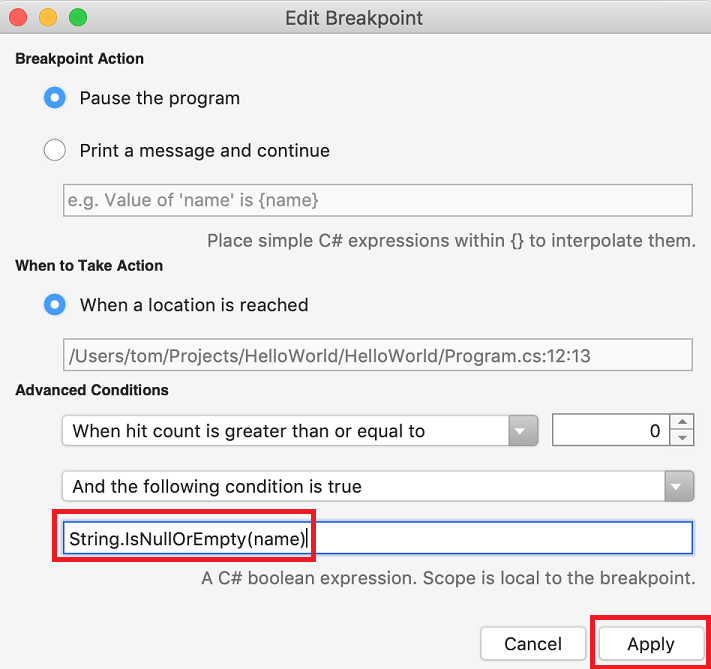 Edit Breakpoint
Breakpoint Action
Pause the program
Print a message and continue
e.g. Value of 'name' is {name}
Place simple C# expressions within {} to interpolate them.
When to Take Action
When a location is reached
/Users/tom/Projects/HelloWorld/HelloWorld/Program.cs:12:13
Advanced Conditions
When hit count is greater than or equal to 0
And the following condition is true
String.IsNullOrEmpty(name)
A C# boolean expression. Scope is local to the breakpoint.
Cancel Apply